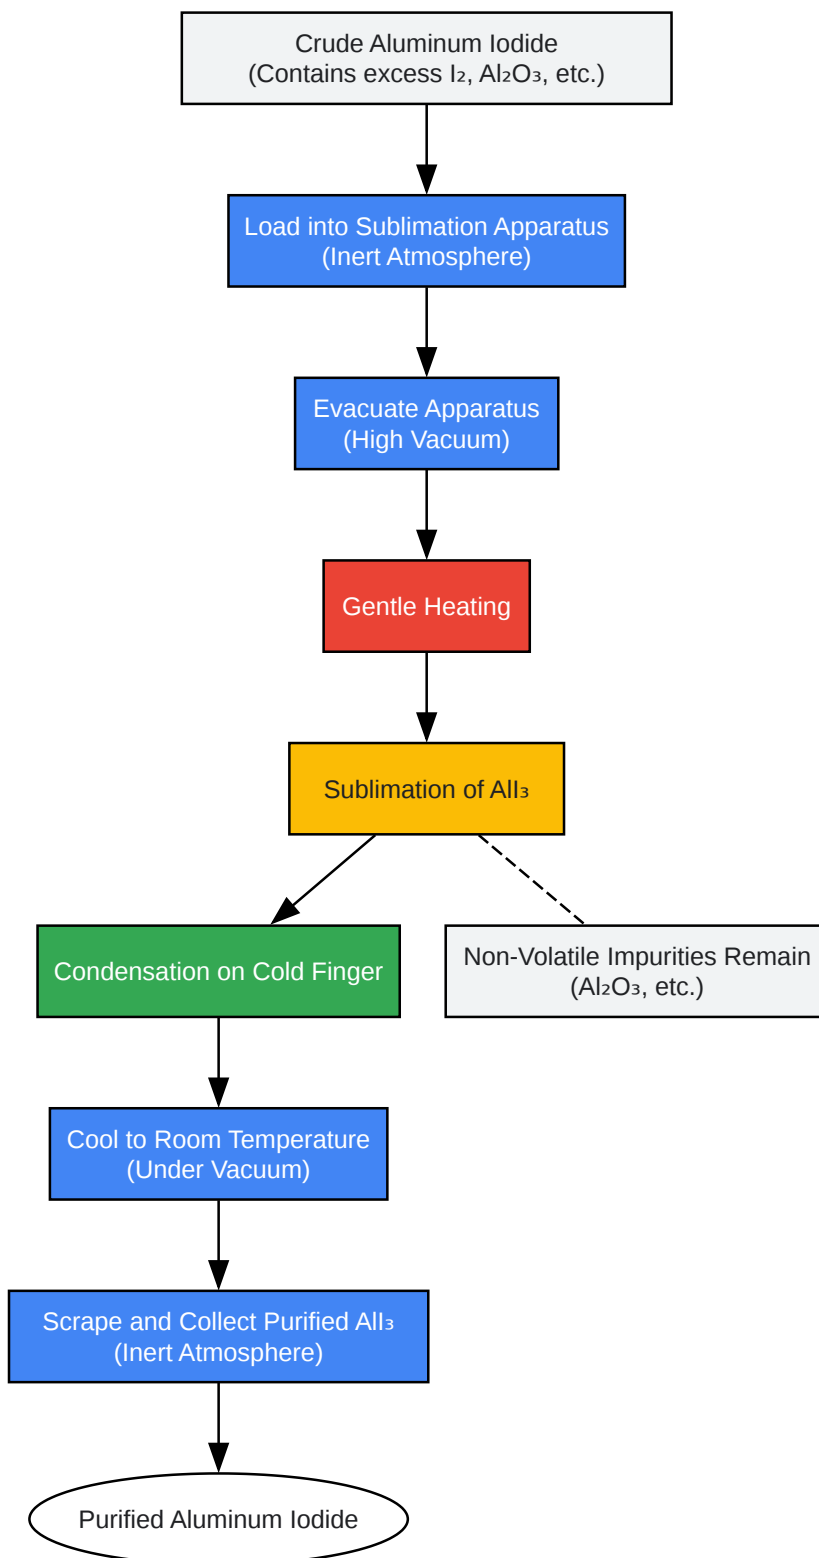 Crude Aluminum Iodide
(Contains excess I₂, Al₂O₃, etc.)
Load into Sublimation Apparatus
(Inert Atmosphere)
Evacuate Apparatus
(High Vacuum)
Gentle Heating
Sublimation of AlI₃
Condensation on Cold Finger
Non-Volatile Impurities Remain
(Al₂O₃, etc.)
Cool to Room Temperature
(Under Vacuum)
Scrape and Collect Purified AlI₃
(Inert Atmosphere)
Purified Aluminum Iodide